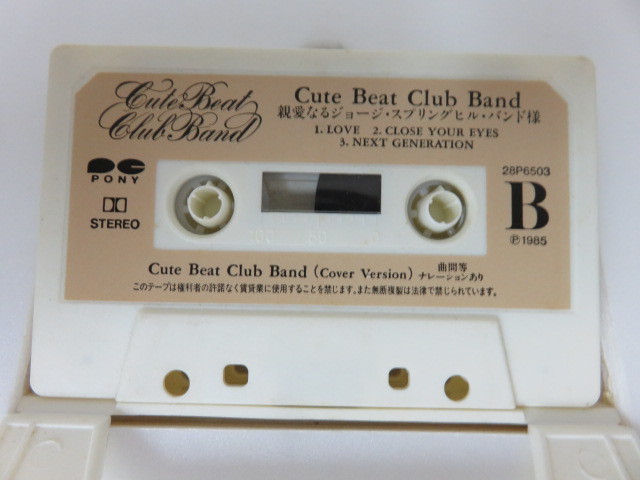 Cute Beat
Club Band
Cute Beat Club Band
親愛なるジョージ・スプリングヒル・バンド様
1. LOVE 2. CLOSE YOUR EYES
3. NEXT GENERATION
PONY
STEREO
28P6503
B
℗1985
100 50 0
Cute Beat Club Band (Cover Version) 曲間等
ナレーションあり
このテープは権利者の許諾なく賃貸業に使用することを禁じます。また無断複製は法律で禁じられています。